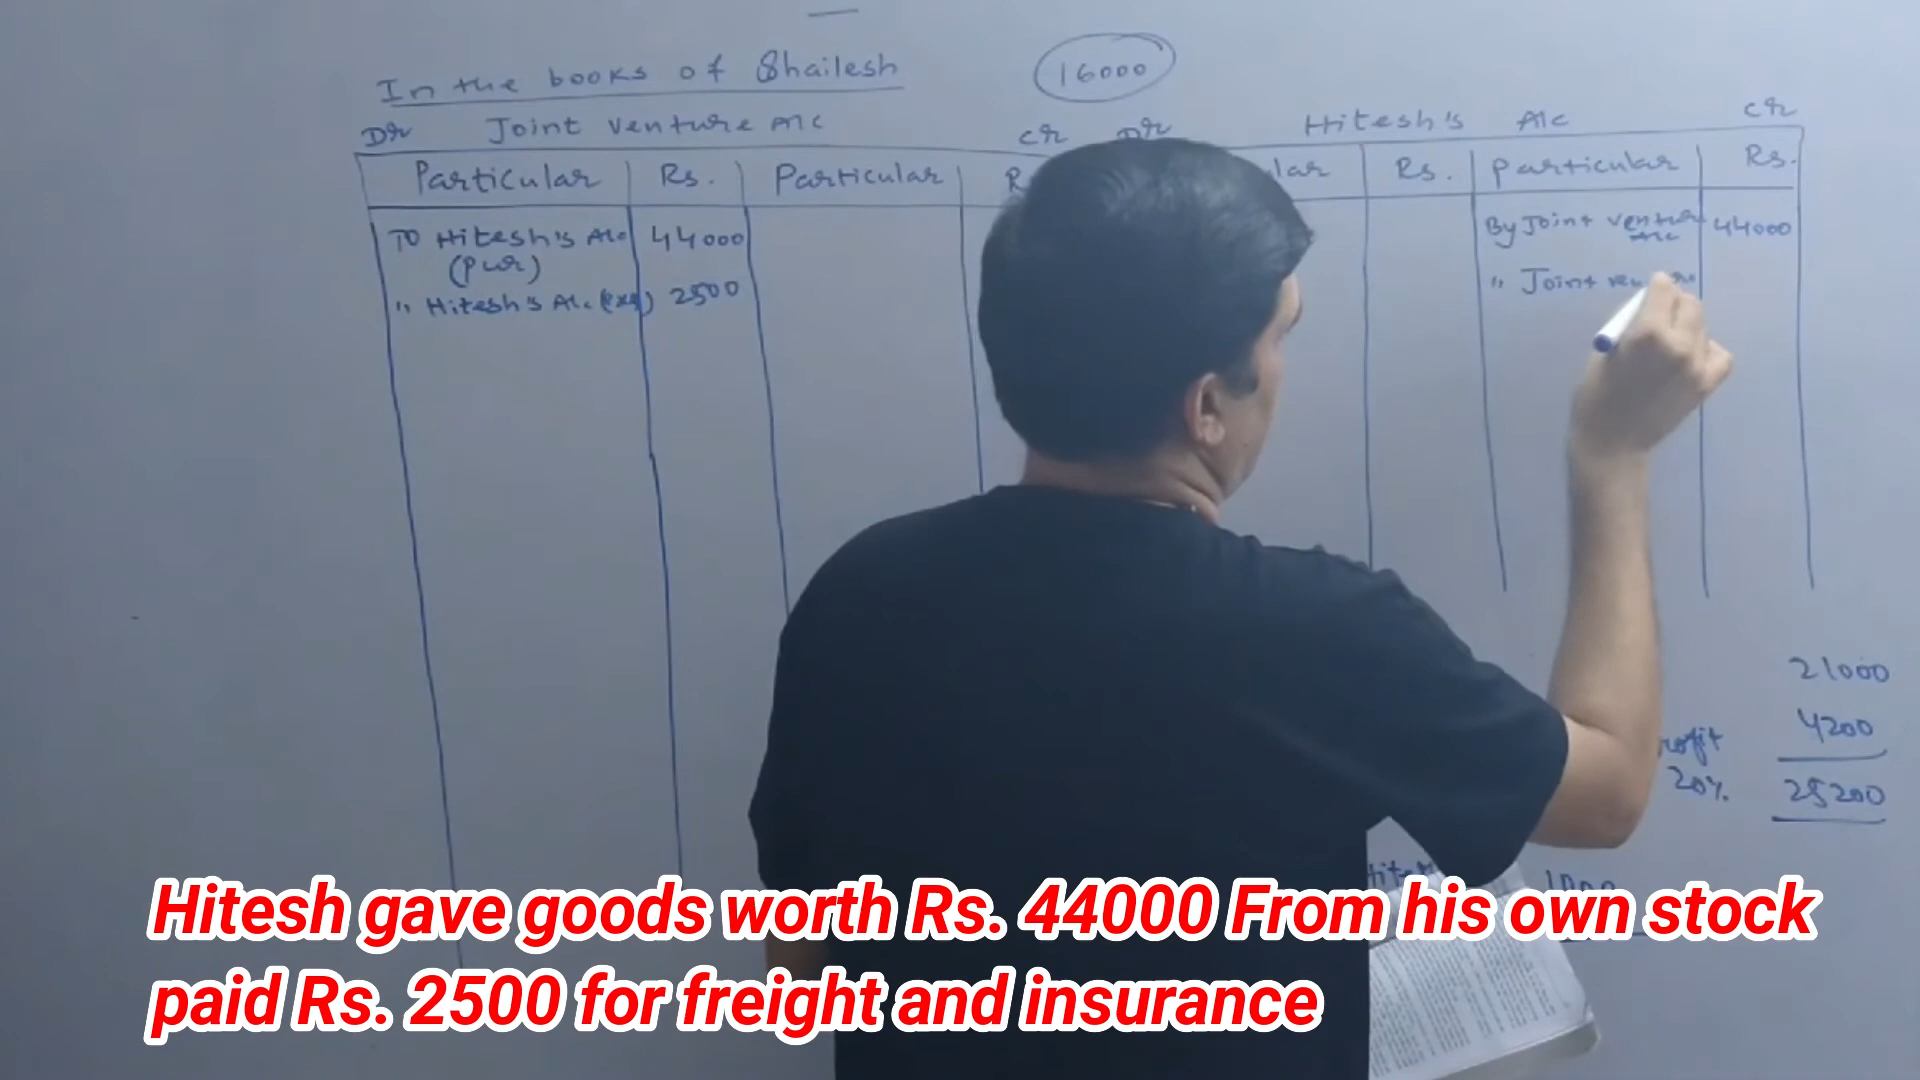 In the books of Shailesh
16000
Dr Joint Venture A/c Cr
Dr Hitesh's A/c Cr
Particular Rs. Particular
Rs. Particular Rs.
To Hitesh's A/c 44000
(pur)
" Hitesh's A/c (exp) 2500
By Joint venture 44000
A/c
" Joint
21000
4200
20%
25200
Hitesh gave goods worth Rs. 44000 From his own stock
paid Rs. 2500 for freight and insurance